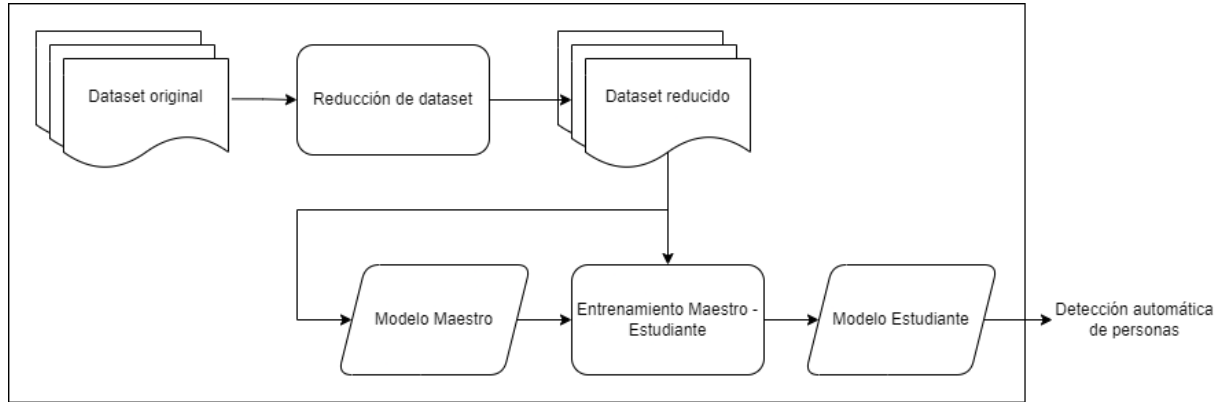 Dataset original
Reducción de dataset
Dataset reducido
Modelo Maestro
Entrenamiento Maestro -
Estudiante
Modelo Estudiante
Detección automática
de personas